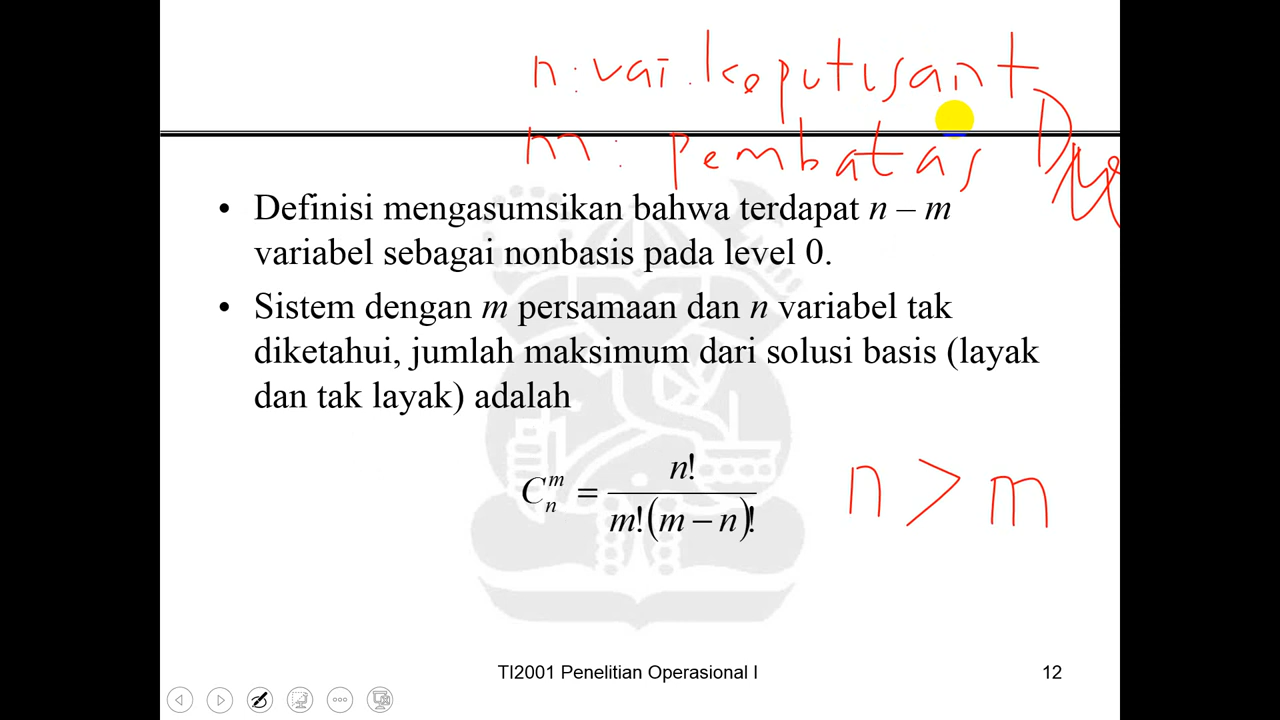 n : var. keputusan +
m : pembatas
• Definisi mengasumsikan bahwa terdapat n – m
variabel sebagai nonbasis pada level 0.
• Sistem dengan m persamaan dan n variabel tak
diketahui, jumlah maksimum dari solusi basis (layak
dan tak layak) adalah
C_n^m = n! / m!(m – n)!
n > m
TI2001 Penelitian Operasional I
12